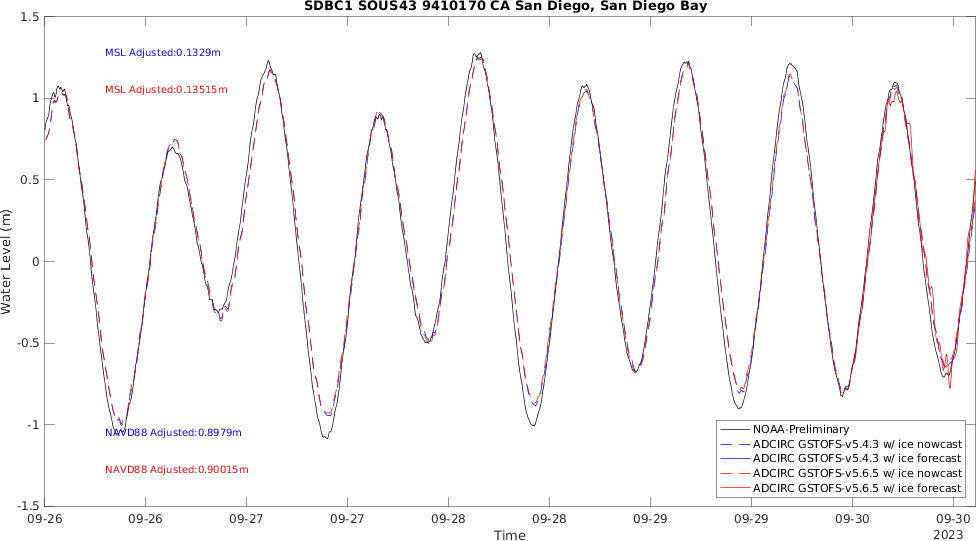 SDBC1 SOUS43 9410170 CA San Diego, San Diego Bay
1.5
1
0.5
0
-0.5
-1
-1.5
Water Level (m)
MSL Adjusted:0.1329m
MSL Adjusted:0.13515m
NAVD88 Adjusted:0.8979m
NAVD88 Adjusted:0.90015m
NOAA-Preliminary
ADCIRC GSTOFS-v5.4.3 w/ ice nowcast
ADCIRC GSTOFS-v5.4.3 w/ ice forecast
ADCIRC GSTOFS-v5.6.5 w/ ice nowcast
ADCIRC GSTOFS-v5.6.5 w/ ice forecast
09-26 09-26 09-27 09-27 09-28 09-28 09-29 09-29 09-30 09-30
2023
Time